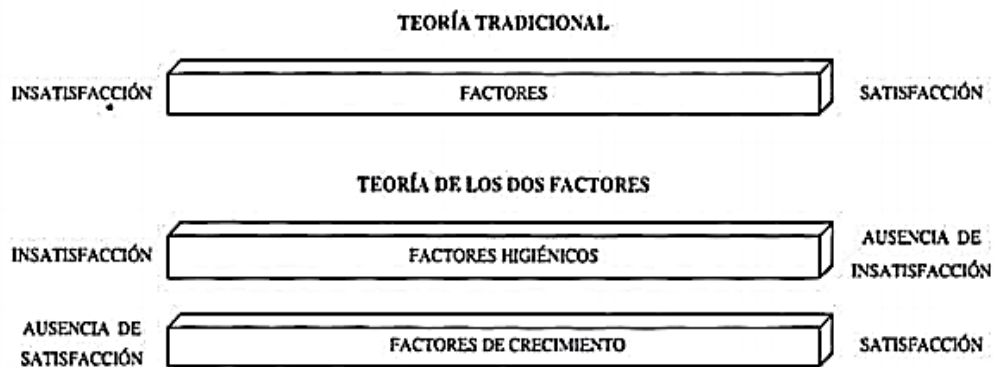 TEORÍA TRADICIONAL
INSATISFACCIÓN FACTORES SATISFACCIÓN
TEORÍA DE LOS DOS FACTORES
INSATISFACCIÓN FACTORES HIGIÉNICOS AUSENCIA DE
INSATISFACCIÓN
AUSENCIA DE
SATISFACCIÓN FACTORES DE CRECIMIENTO SATISFACCIÓN